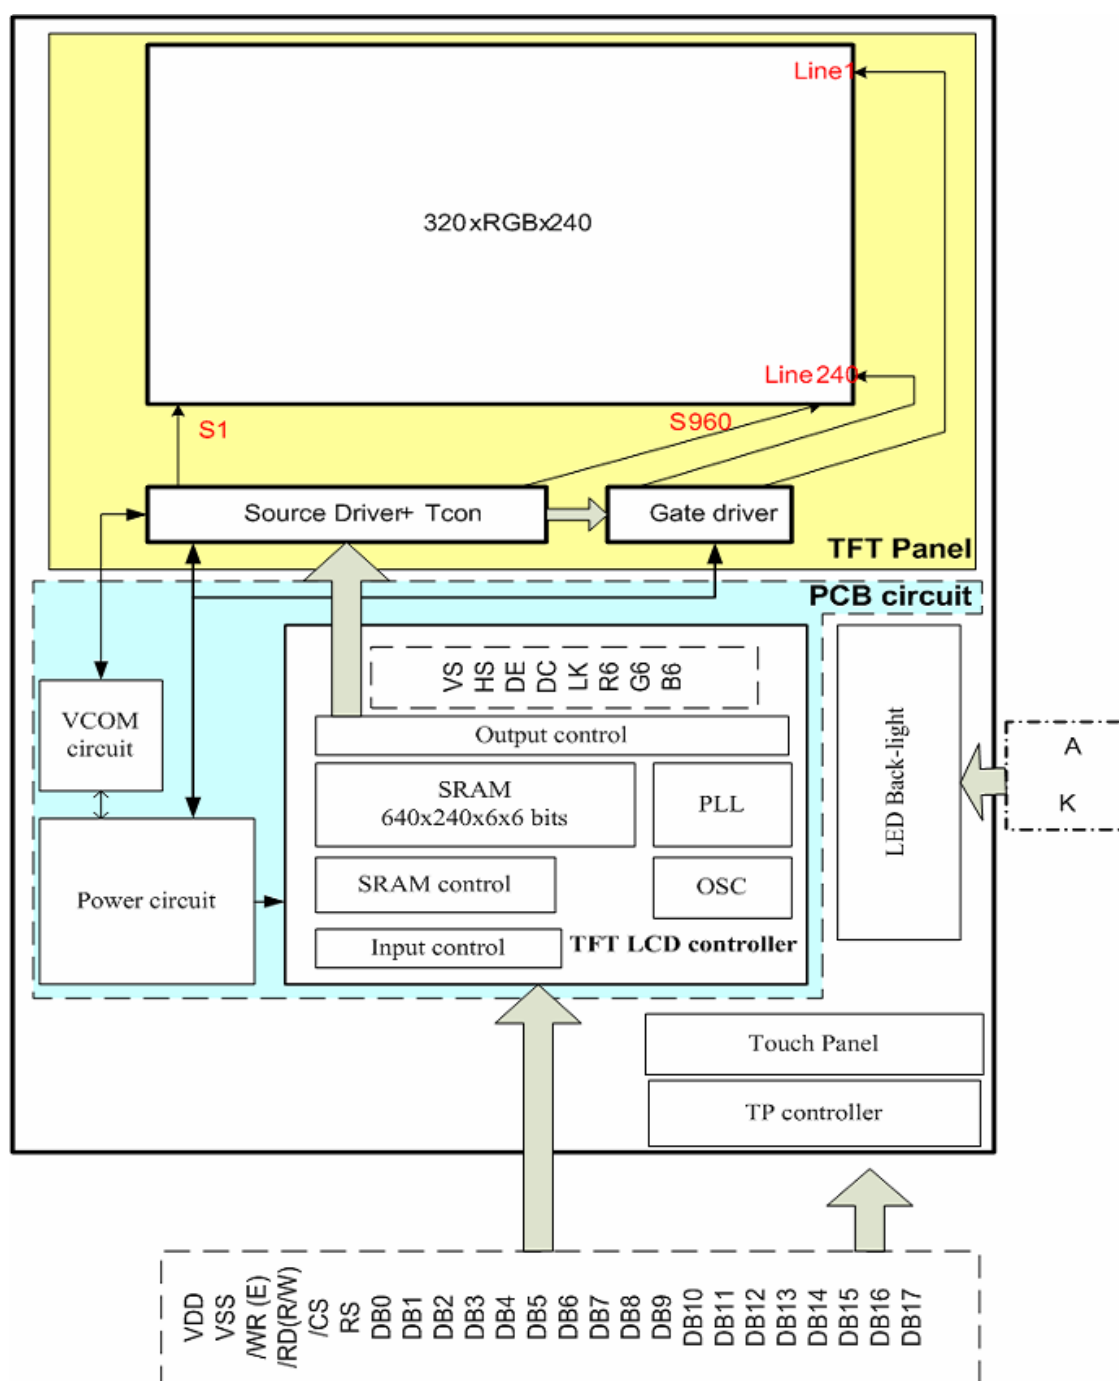 Line1
320xRGBx240
Line240
S1
S960
Source Driver+ Tcon
Gate driver
TFT Panel
PCB circuit
VS
HS
DE
DC
LK
R6
G6
B6
VCOM
circuit
Output control
SRAM
640x240x6x6 bits
PLL
LED Back-light
A
K
SRAM control
OSC
Power circuit
Input control
TFT LCD controller
Touch Panel
TP controller
VDD
VSS
/WR (E)
/RD(R/W)
/CS
RS
DB0
DB1
DB2
DB3
DB4
DB5
DB6
DB7
DB8
DB9
DB10
DB11
DB12
DB13
DB14
DB15
DB16
DB17